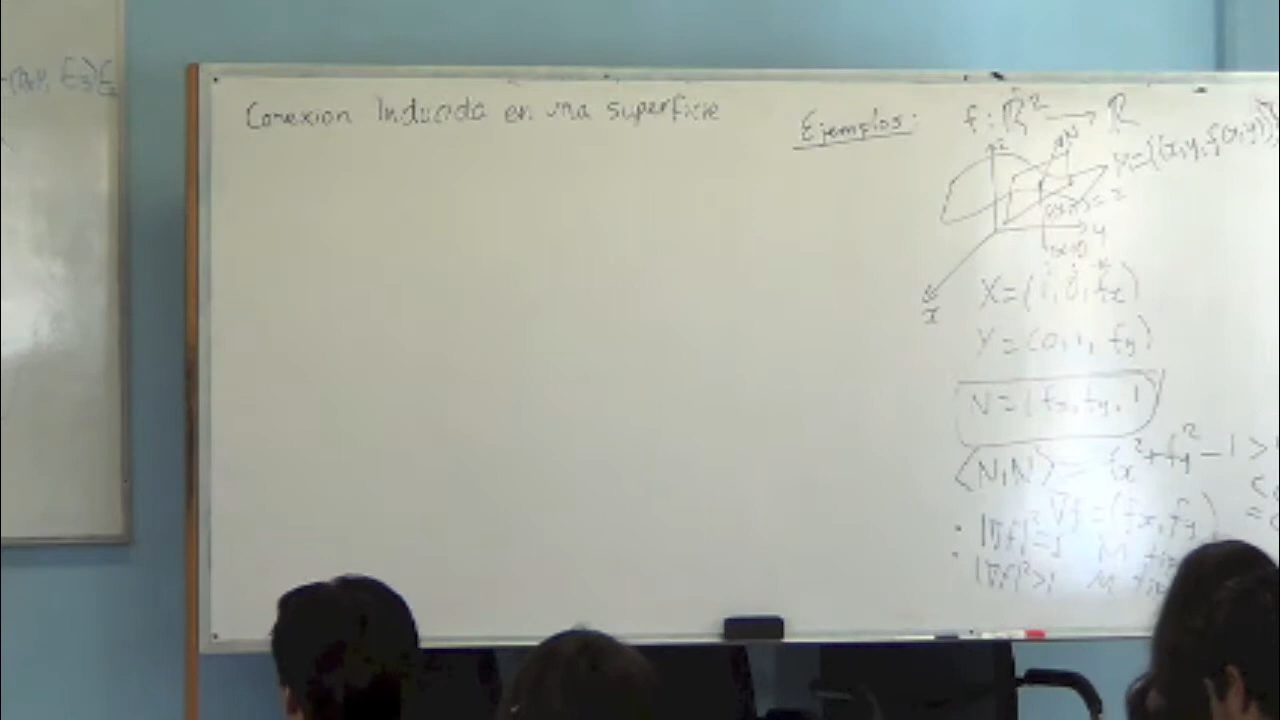 Conexion Inducida en una superficie
Ejemplos:
f: ℝ² → ℝ
z
N
M={(x,y,f(x,y))}
y
x
X=(1,0,fx)
Y=(0,1,fy)
N=(fx,fy,1
⟨N,N⟩ = fx²+fy²-1>
∇f=(fx,fy)
|∇f|²=1 M
|∇f|²>1 M